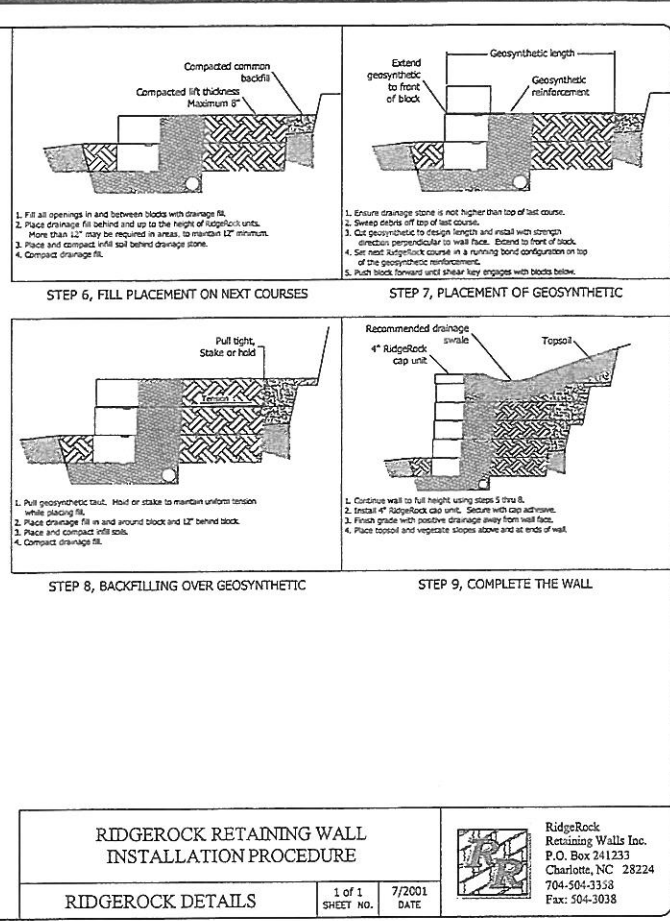 Compacted common
backfill
Compacted lift thickness
Maximum 8"
1. Fill all openings in and between blocks with drainage fill.
2. Place drainage fill behind and up to the height of RidgeRock units.
More than 12" may be required in areas, to maintain 12" minimum.
3. Place and compact infill soil behind drainage stone.
4. Compact drainage fill.
STEP 6, FILL PLACEMENT ON NEXT COURSES
Geosynthetic length
Extend
geosynthetic
to front
of block
Geosynthetic
reinforcement
1. Ensure drainage stone is not higher than top of last course.
2. Sweep debris off top of last course.
3. Cut geosynthetic to design length and install with strength
direction perpendicular to wall face. Extend to front of block.
4. Set next RidgeRock course in a running bond configuration on top
of the geosynthetic reinforcement.
5. Push block forward until shear key engages with blocks below.
STEP 7, PLACEMENT OF GEOSYNTHETIC
Pull tight,
Stake or hold
Tension
1. Pull geosynthetic taut. Hold or stake to maintain uniform tension
while placing fill.
2. Place drainage fill in and around block and 12" behind block.
3. Place and compact infill soils.
4. Compact drainage fill.
STEP 8, BACKFILLING OVER GEOSYNTHETIC
Recommended drainage
swale
4" RidgeRock
cap unit
Topsoil
1. Continue wall to full height using steps 5 thru 8.
2. Install 4" RidgeRock cap unit. Secure with cap adhesive.
3. Finish grade with positive drainage away from wall face.
4. Place topsoil and vegetate slopes above and at ends of wall.
STEP 9, COMPLETE THE WALL
RIDGEROCK RETAINING WALL
INSTALLATION PROCEDURE
RIDGEROCK DETAILS
1 of 1
SHEET NO.
7/2001
DATE
RR
RidgeRock
Retaining Walls Inc.
P.O. Box 241233
Charlotte, NC 28224
704-504-3358
Fax: 504-3038